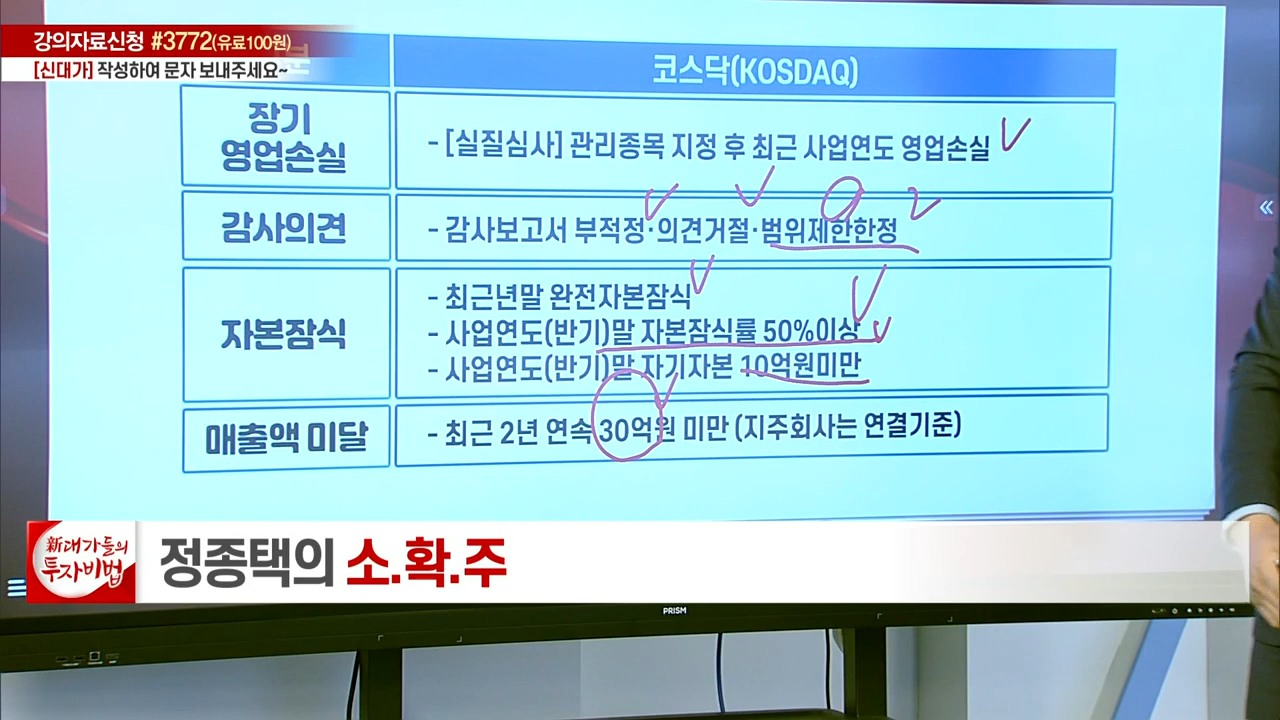 강의자료신청 #3772(유료100원)
[신대가] 작성하여 문자 보내주세요~
분
코스닥(KOSDAQ)
장기
영업손실
- [실질심사] 관리종목 지정 후 최근 사업연도 영업손실
감사의견
- 감사보고서 부적정·의견거절·범위제한한정
자본잠식
- 최근년말 완전자본잠식
- 사업연도(반기)말 자본잠식률 50%이상
- 사업연도(반기)말 자기자본 10억원미만
매출액 미달
- 최근 2년 연속 30억원 미만 (지주회사는 연결기준)
新대가들의
투자비법
정종택의 소.확.주
PRISM